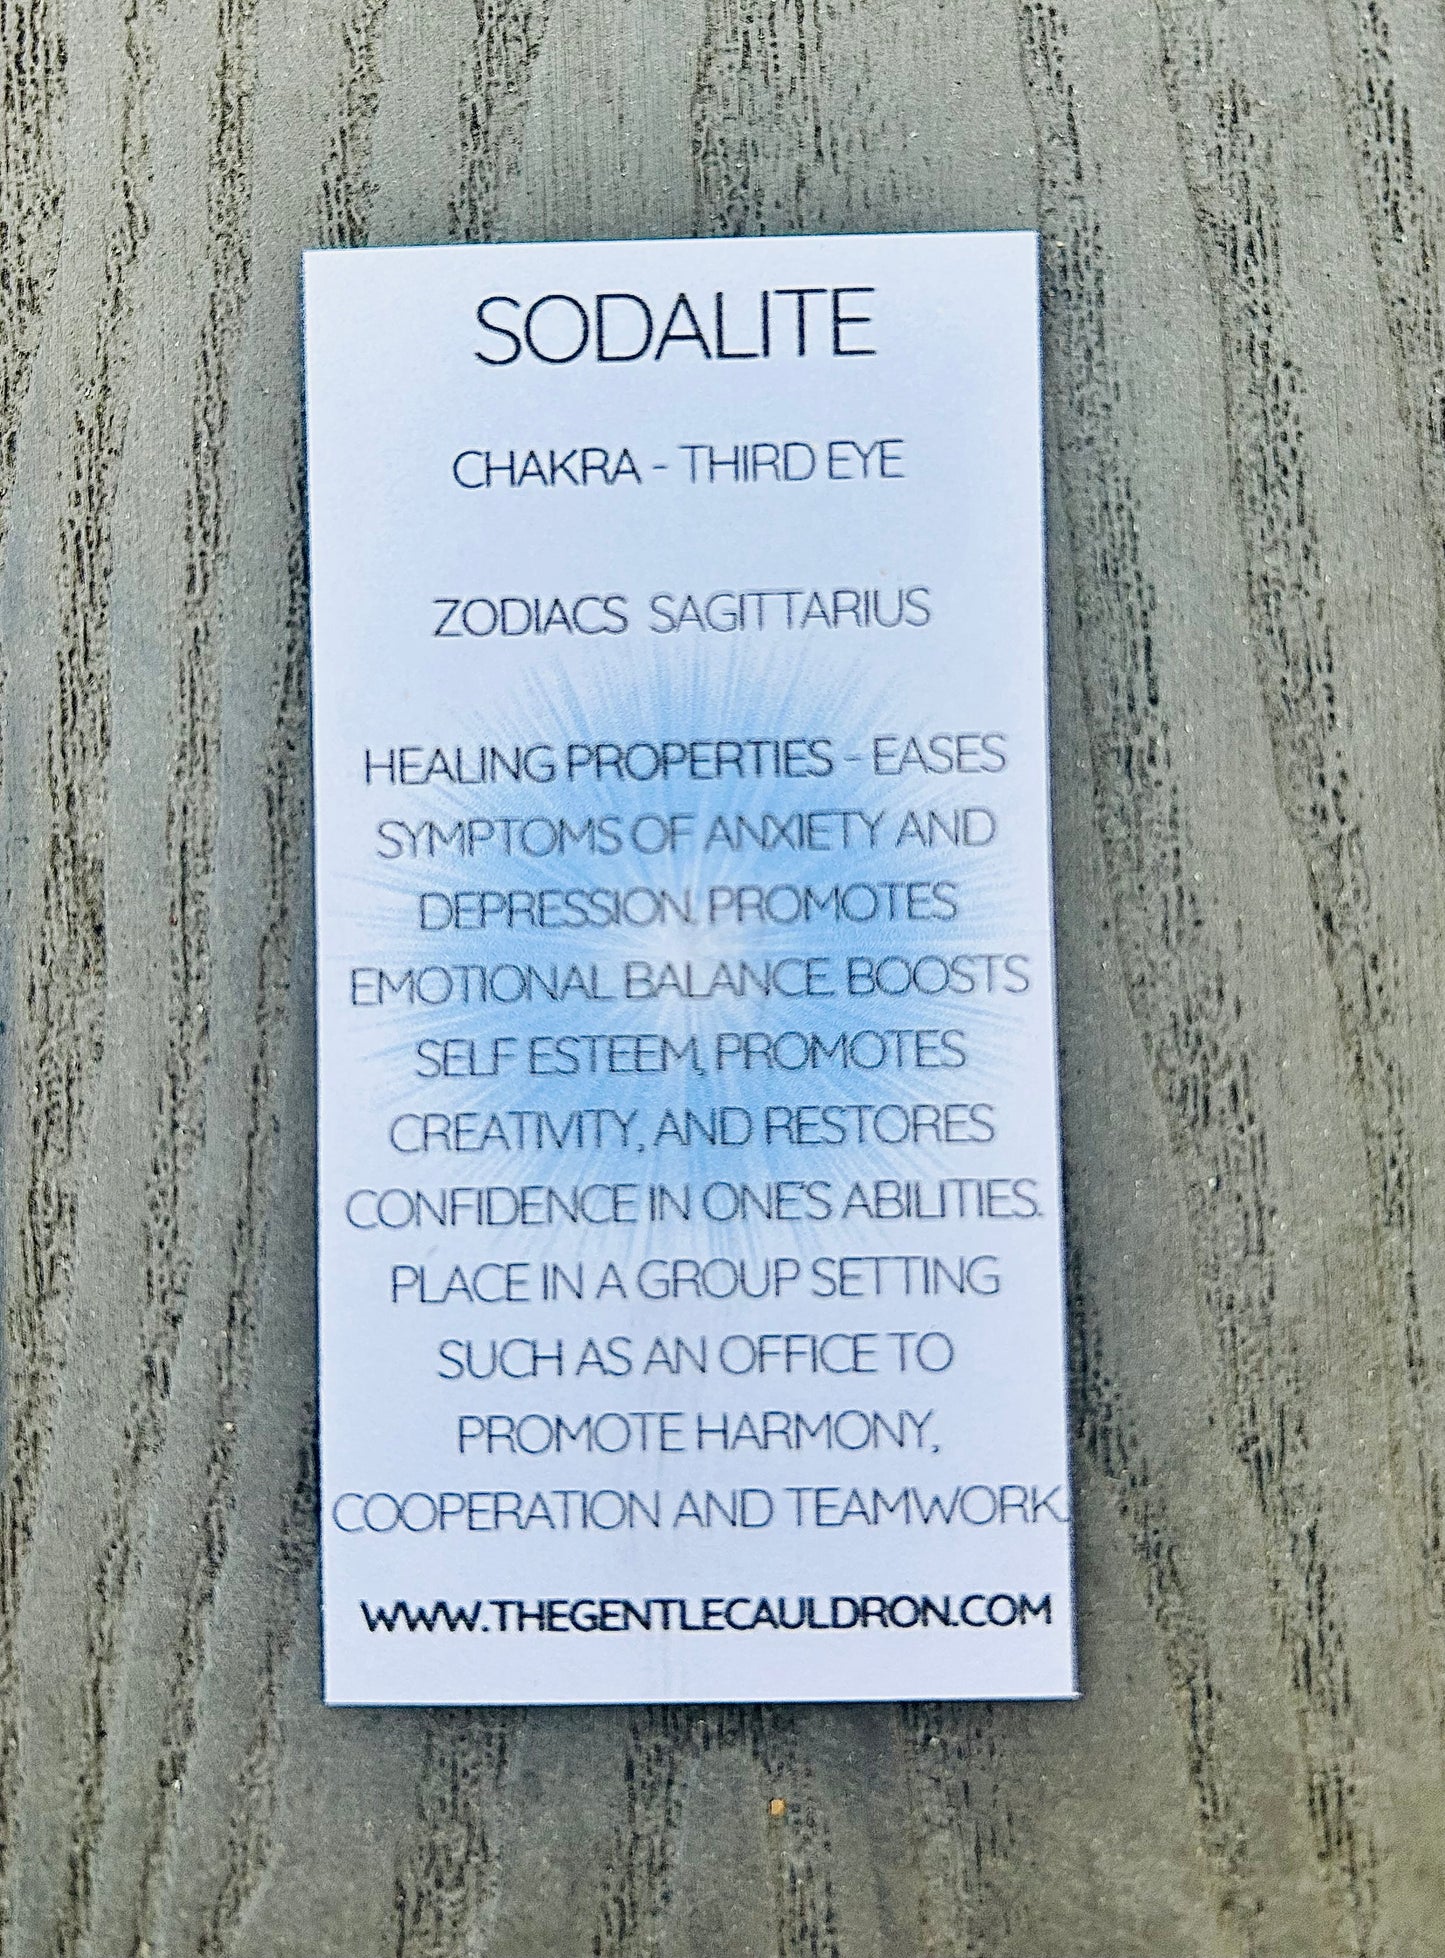 SODALITE
CHAKRA - THIRD EYE
ZODIACS SAGITTARIUS
HEALING PROPERTIES - EASES
SYMPTOMS OF ANXIETY AND
DEPRESSION. PROMOTES
EMOTIONAL BALANCE. BOOSTS
SELF ESTEEM, PROMOTES
CREATIVITY, AND RESTORES
CONFIDENCE IN ONE'S ABILITIES.
PLACE IN A GROUP SETTING
SUCH AS AN OFFICE TO
PROMOTE HARMONY,
COOPERATION AND TEAMWORK.
WWW.THEGENTLECAULDRON.COM